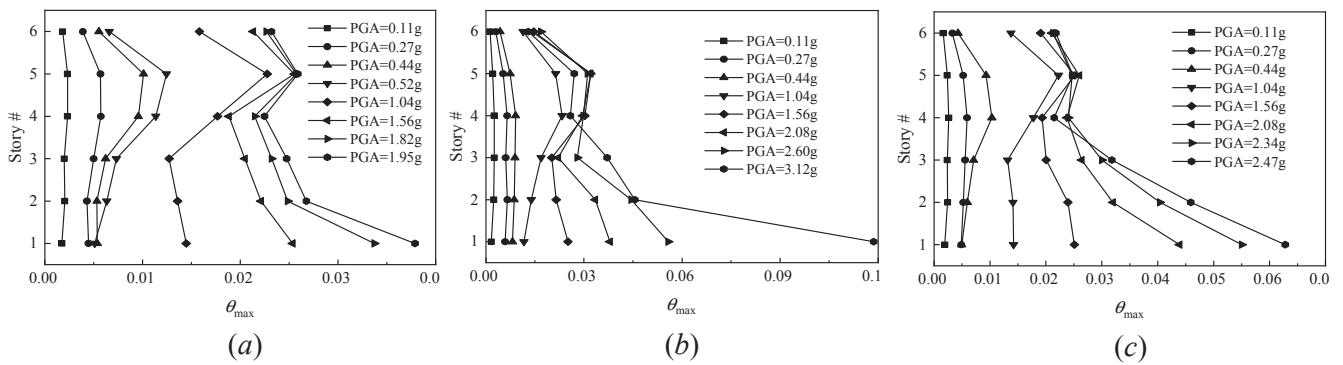 6
5
4
3
2
1
Story #
0.00
0.01
0.02
0.03
0.0
θmax
PGA=0.11g
PGA=0.27g
PGA=0.44g
PGA=0.52g
PGA=1.04g
PGA=1.56g
PGA=1.82g
PGA=1.95g
(a)
6
5
4
3
2
1
Story #
0.00
0.03
0.06
0.09
0.1
θmax
PGA=0.11g
PGA=0.27g
PGA=0.44g
PGA=1.04g
PGA=1.56g
PGA=2.08g
PGA=2.60g
PGA=3.12g
(b)
6
5
4
3
2
1
Story #
0.00
0.01
0.02
0.03
0.04
0.05
0.06
0.0
θmax
PGA=0.11g
PGA=0.27g
PGA=0.44g
PGA=1.04g
PGA=1.56g
PGA=2.08g
PGA=2.34g
PGA=2.47g
(c)